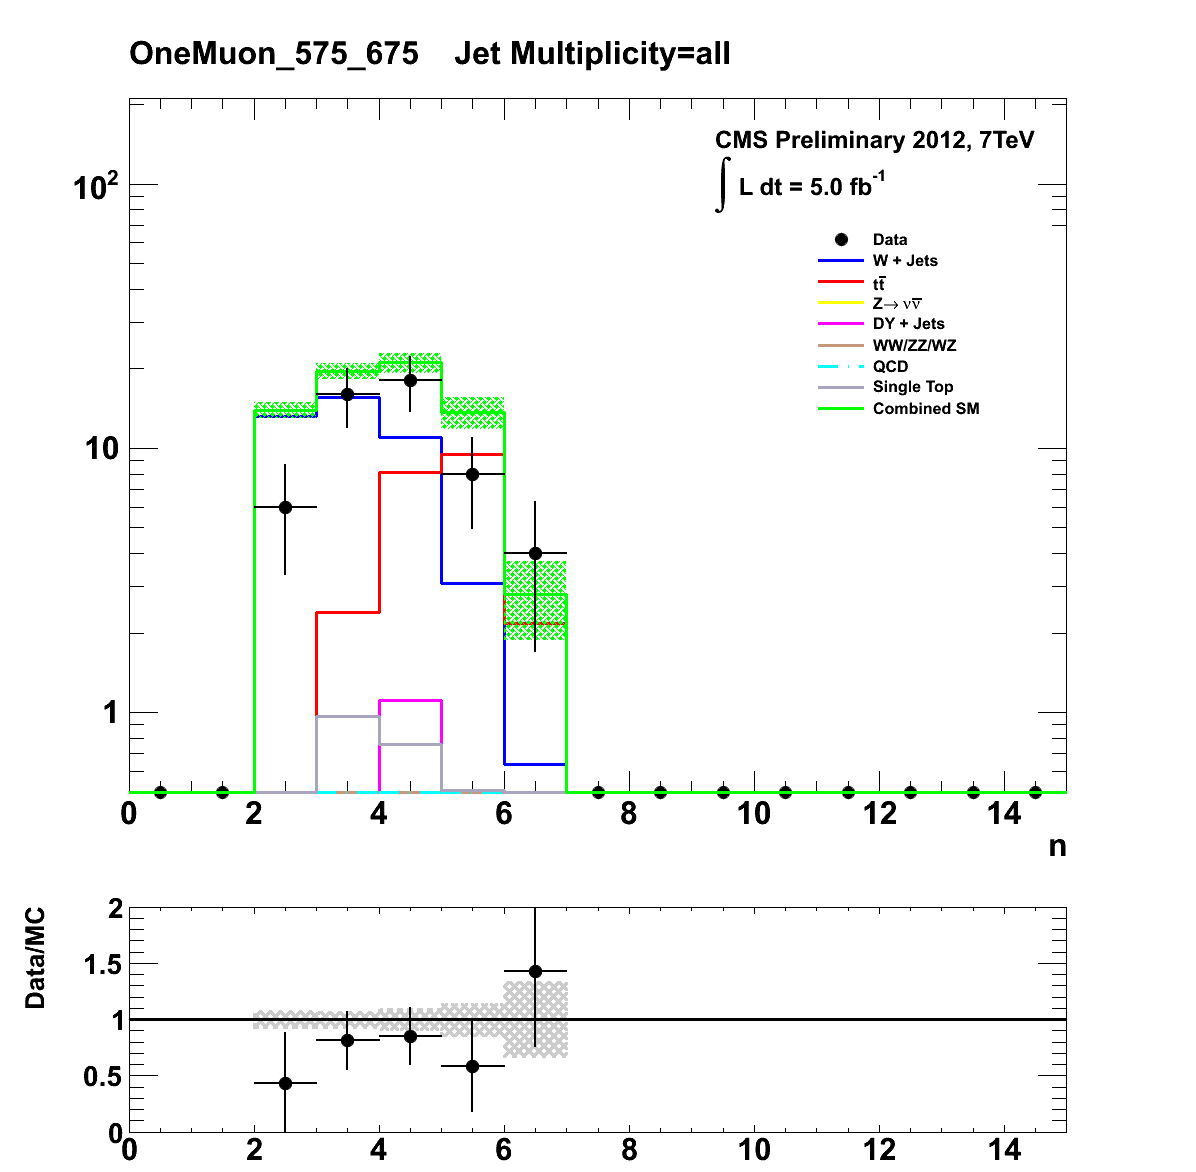 OneMuon_575_675 Jet Multiplicity=all
CMS Preliminary 2012, 7TeV
∫ L dt = 5.0 fb⁻¹
Data
W + Jets
tt̅
Z→ νν̅
DY + Jets
WW/ZZ/WZ
QCD
Single Top
Combined SM
10²
10
1
0 2 4 6 8 10 12 14
n
Data/MC
2
1.5
1
0.5
0
0 2 4 6 8 10 12 14